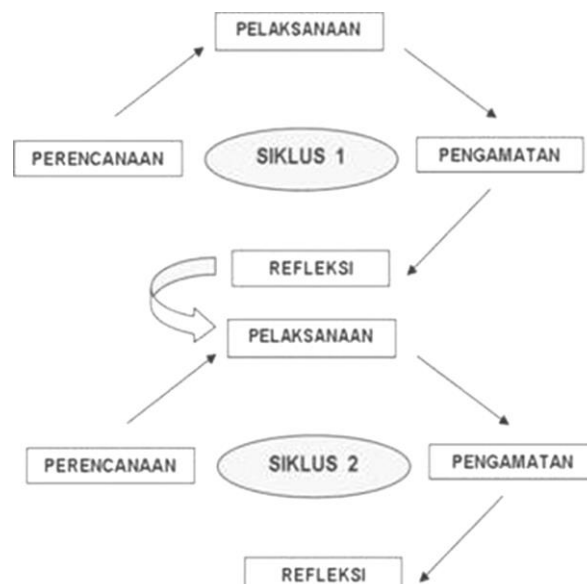 PELAKSANAAN
PERENCANAAN
SIKLUS 1
PENGAMATAN
REFLEKSI
PELAKSANAAN
PERENCANAAN
SIKLUS 2
PENGAMATAN
REFLEKSI